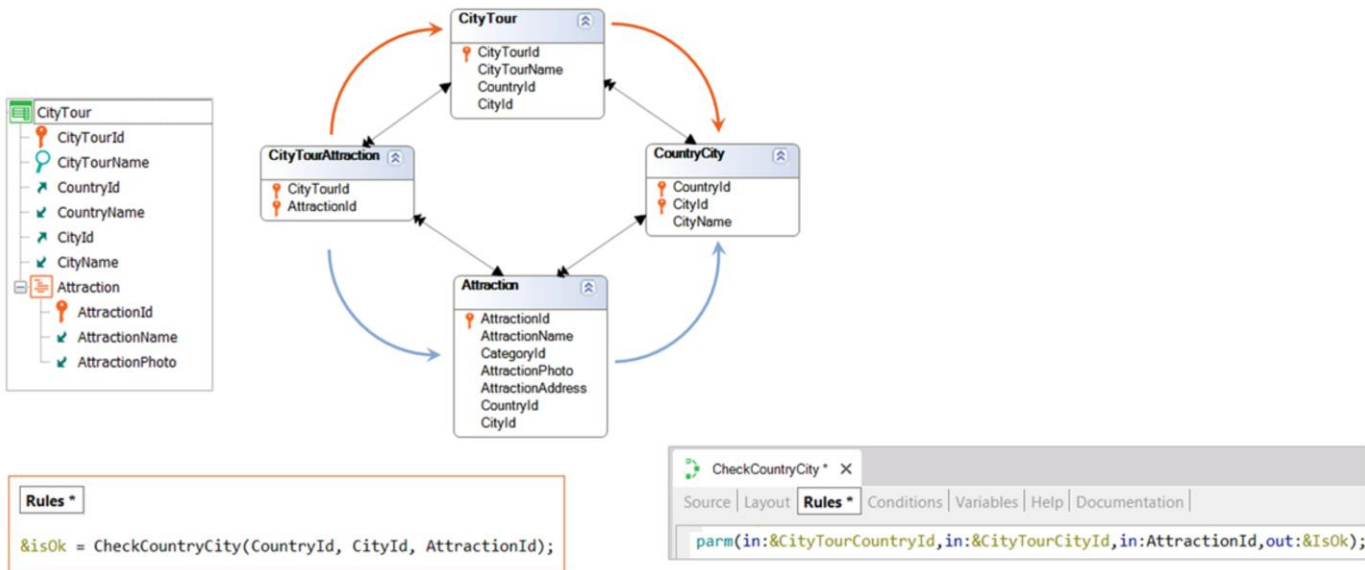 CityTour
CityTourId
CityTourName
CountryId
CountryName
CityId
CityName
Attraction
AttractionId
AttractionName
AttractionPhoto
CityTour
CityTourId
CityTourName
CountryId
CityId
CityTourAttraction
CityTourId
AttractionId
CountryCity
CountryId
CityId
CityName
Attraction
AttractionId
AttractionName
CategoryId
AttractionPhoto
AttractionAddress
CountryId
CityId
Rules *
&isOk = CheckCountryCity(CountryId, CityId, AttractionId);
CheckCountryCity * X
Source | Layout | Rules * | Conditions | Variables | Help | Documentation |
parm(in:&CityTourCountryId,in:&CityTourCityId,in:AttractionId,out:&IsOk);